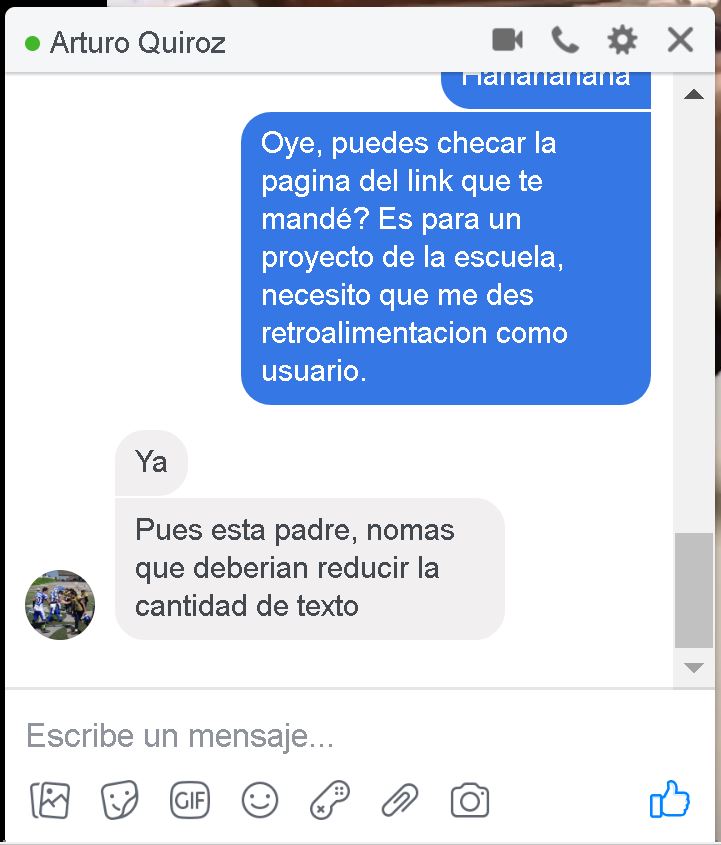 Arturo Quiroz
Hahahahaha
Oye, puedes checar la
pagina del link que te
mandé? Es para un
proyecto de la escuela,
necesito que me des
retroalimentacion como
usuario.
Ya
Pues esta padre, nomas
que deberian reducir la
cantidad de texto
Escribe un mensaje...
GIF